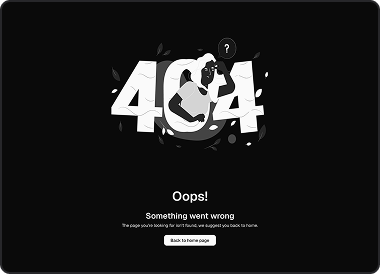 ?
404
Oops!
Something went wrong
The page you're looking for isn't found, we suggest you back to home.
Back to home page